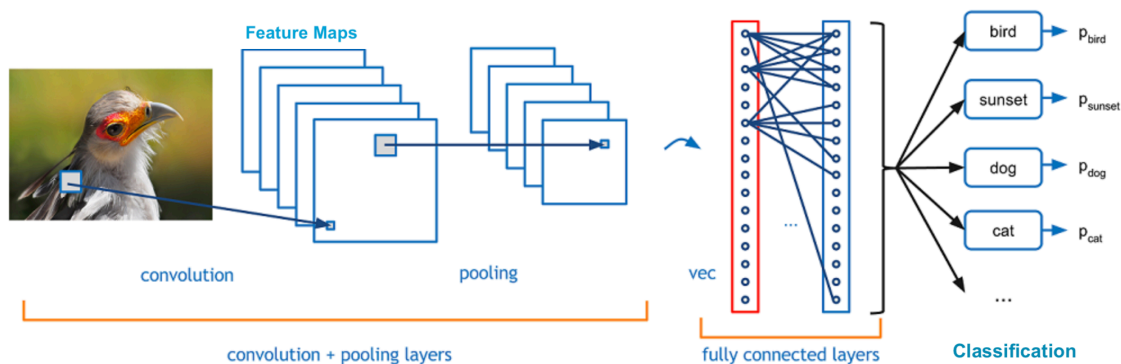 Feature Maps
convolution
pooling
vec
...
bird
p_bird
sunset
p_sunset
dog
p_dog
cat
p_cat
...
convolution + pooling layers
fully connected layers
Classification